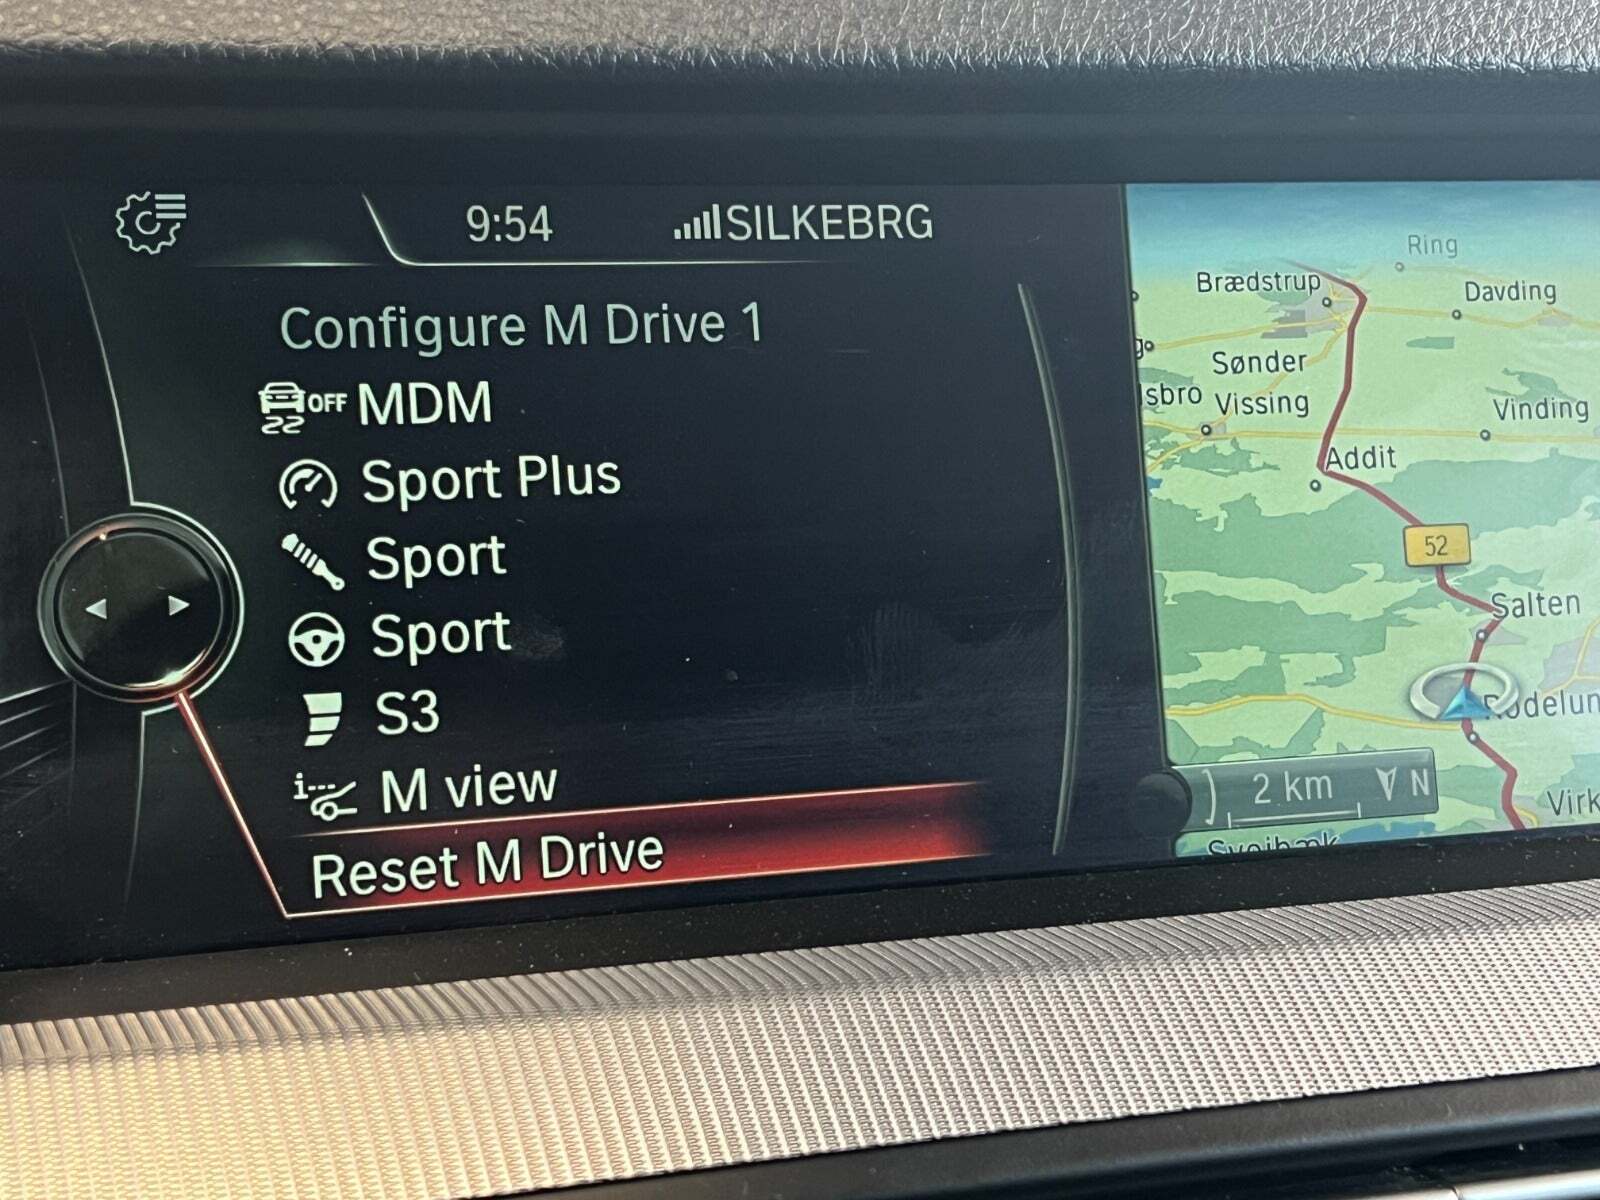 9:54
SILKEBRG
Configure M Drive 1
OFF MDM
Sport Plus
Sport
Sport
S3
i--- M view
Reset M Drive
Ring
Brædstrup
Davding
Sønder
Vissing
Vinding
Addit
52
Salten
2 km
N